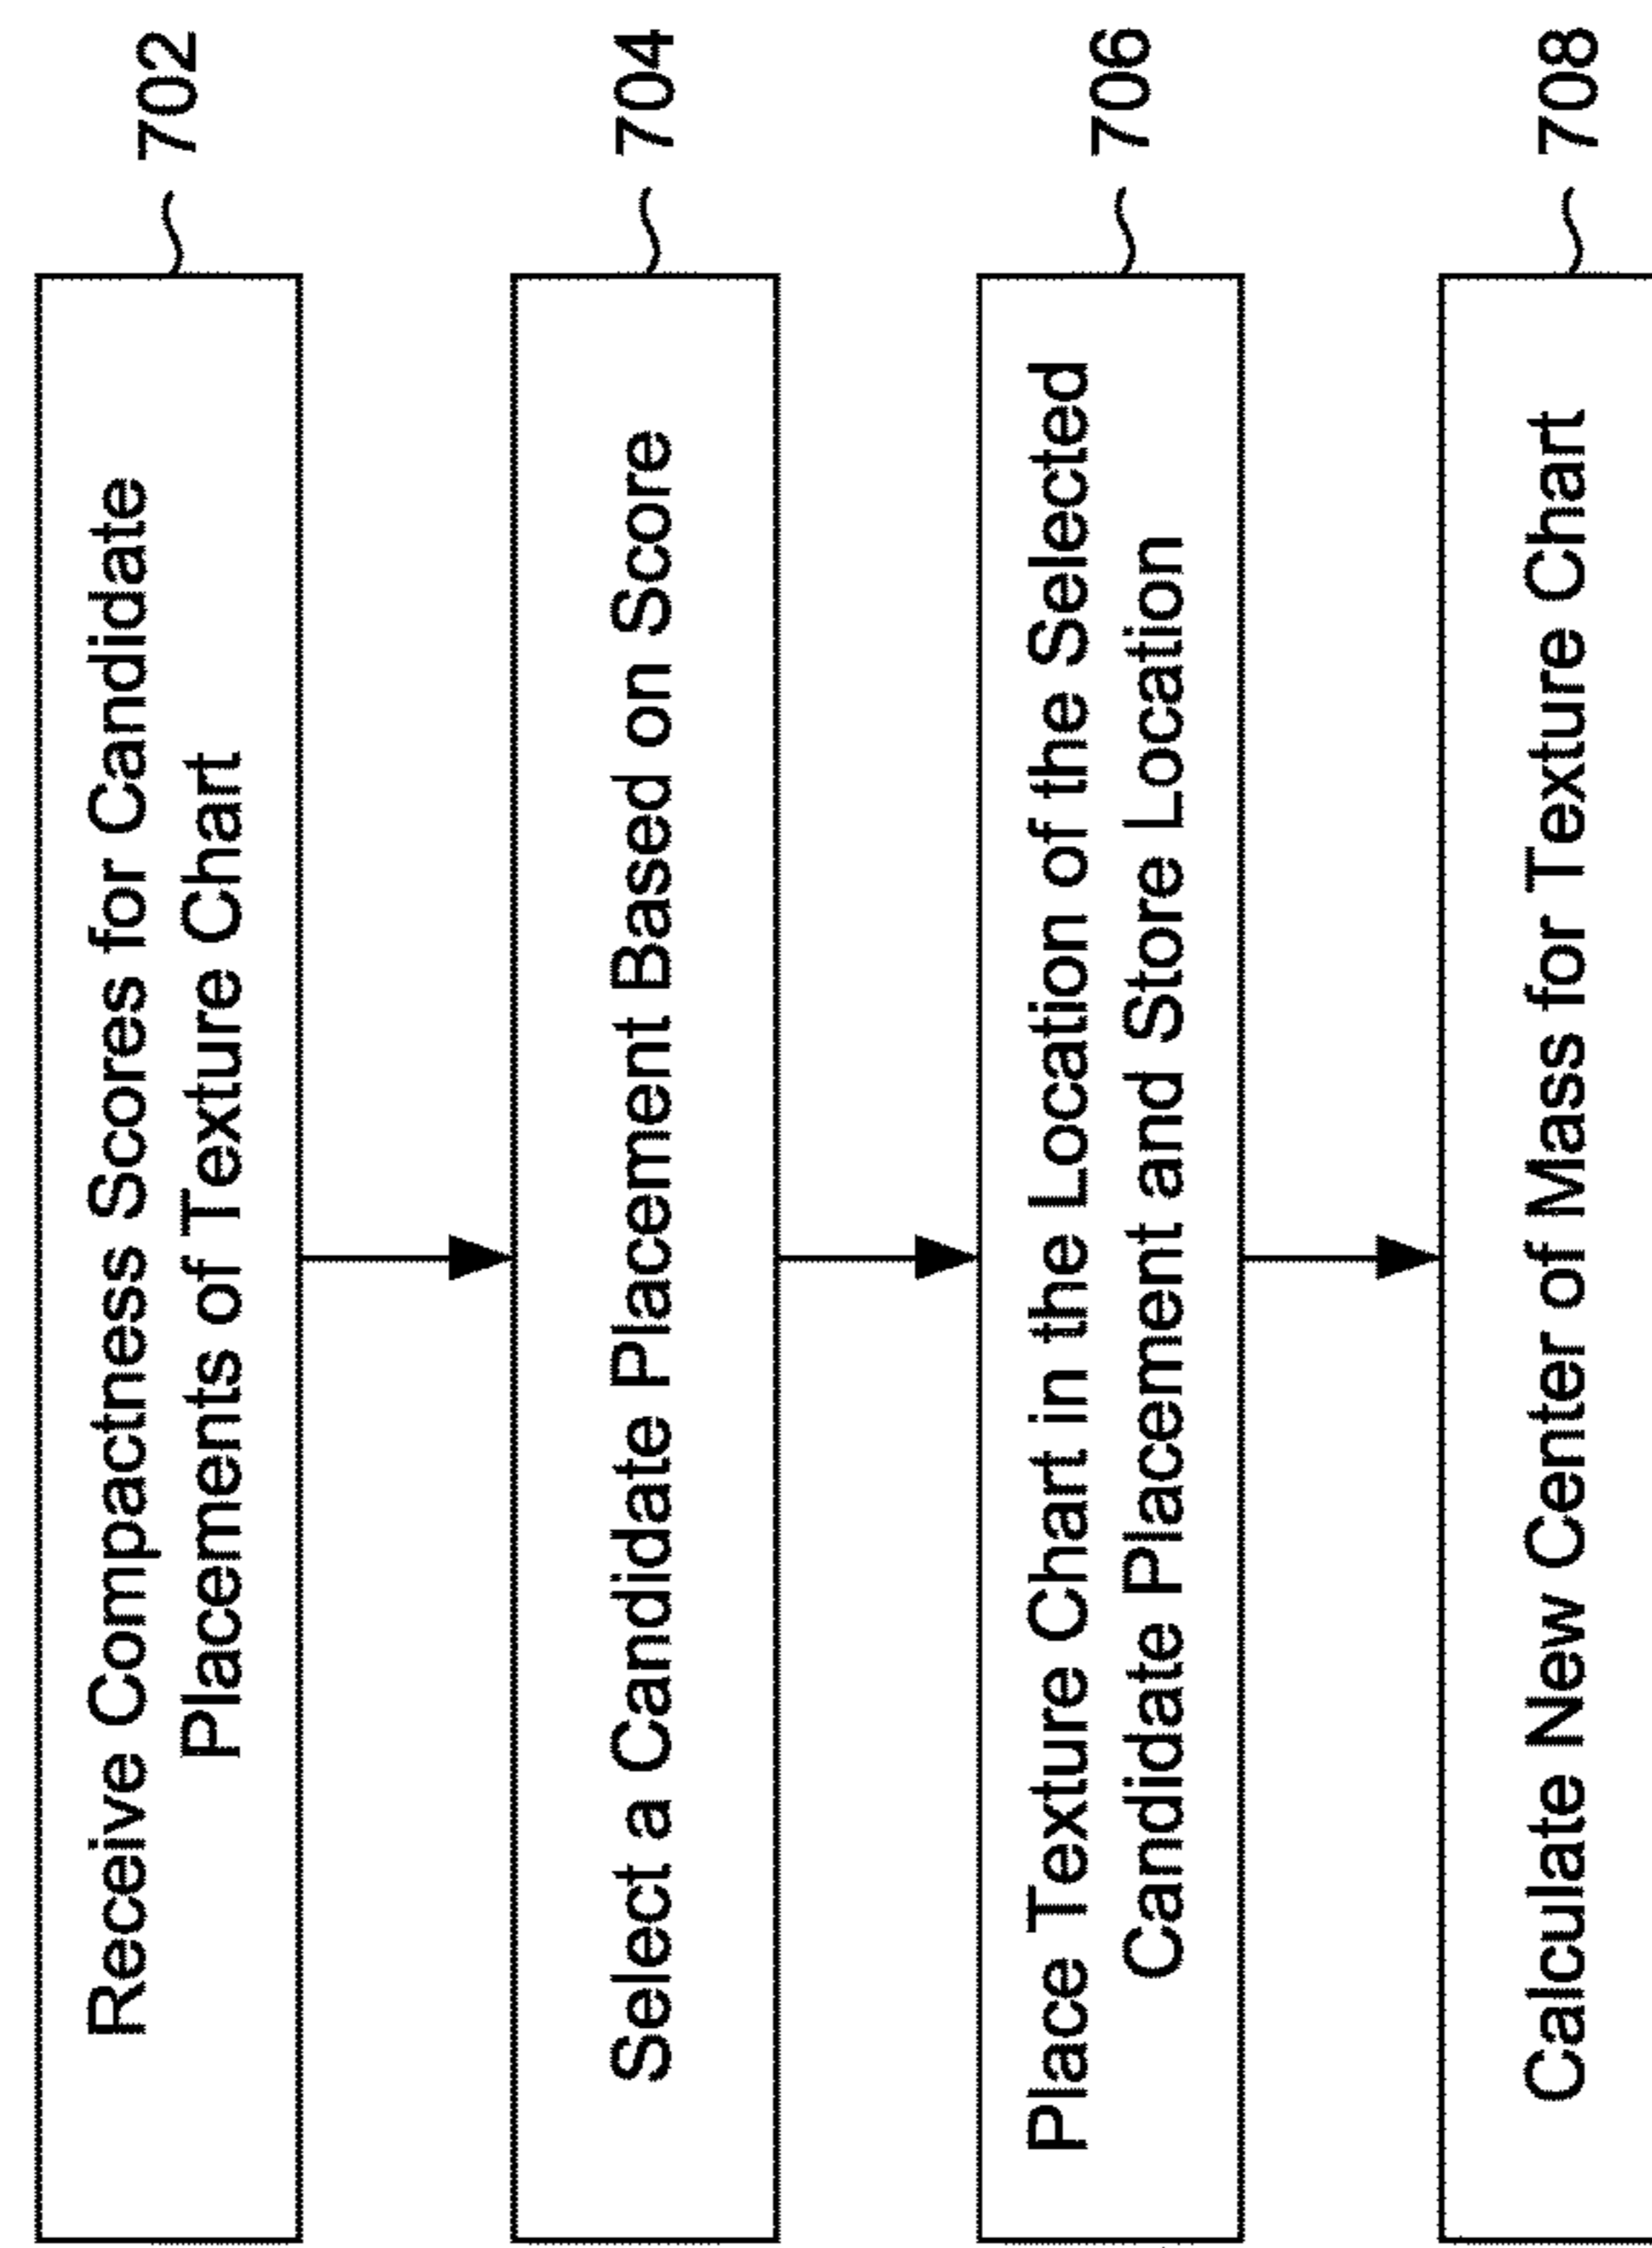 Receive Compactness Scores for Candidate
Placements of Texture Chart
702
Select a Candidate Placement Based on Score
704
Place Texture Chart in the Location of the Selected
Candidate Placement and Store Location
706
Calculate New Center of Mass for Texture Chart
708